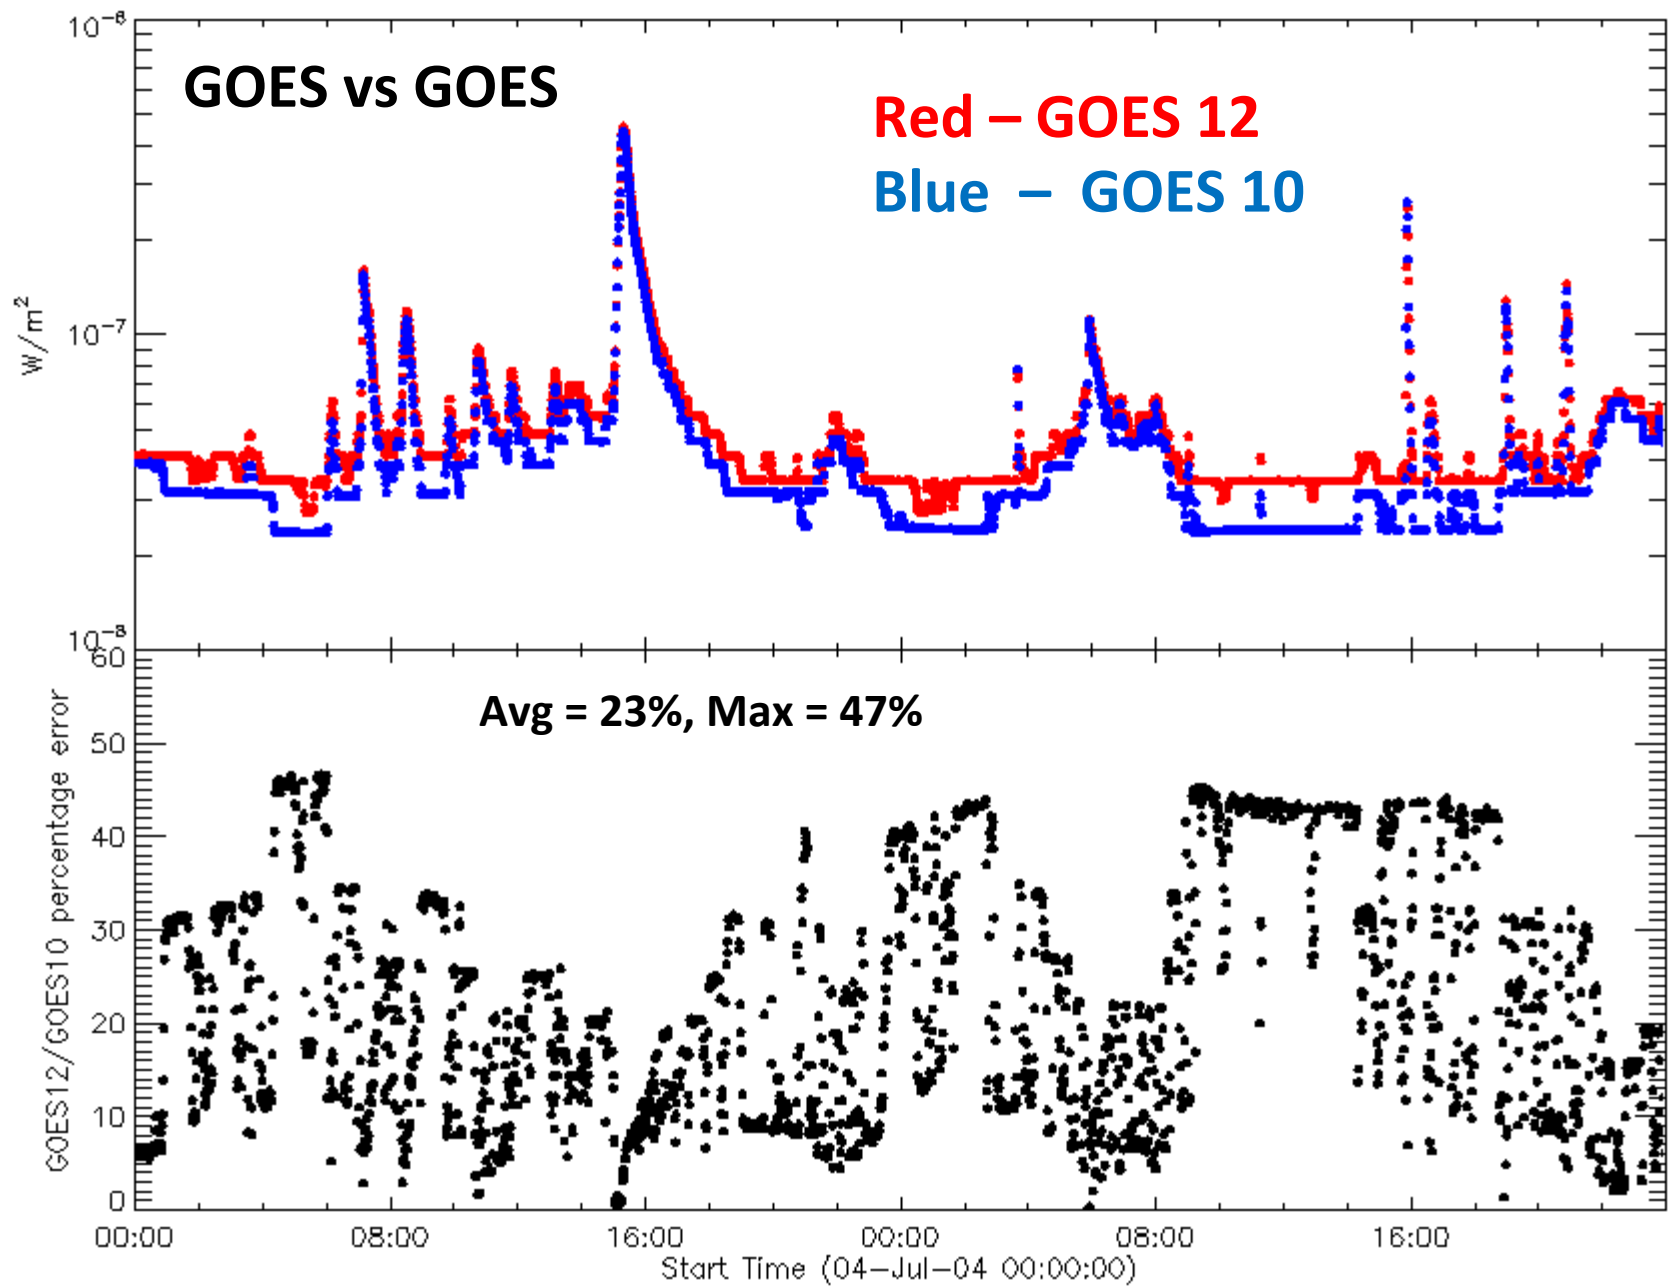 10⁻⁶
GOES vs GOES
Red – GOES 12
Blue – GOES 10
W/m²
10⁻⁷
10⁻⁸
60
Avg = 23%, Max = 47%
GOES12/GOES10 percentage error
50
40
30
20
10
0
00:00 08:00 16:00 00:00 08:00 16:00
Start Time (04-Jul-04 00:00:00)